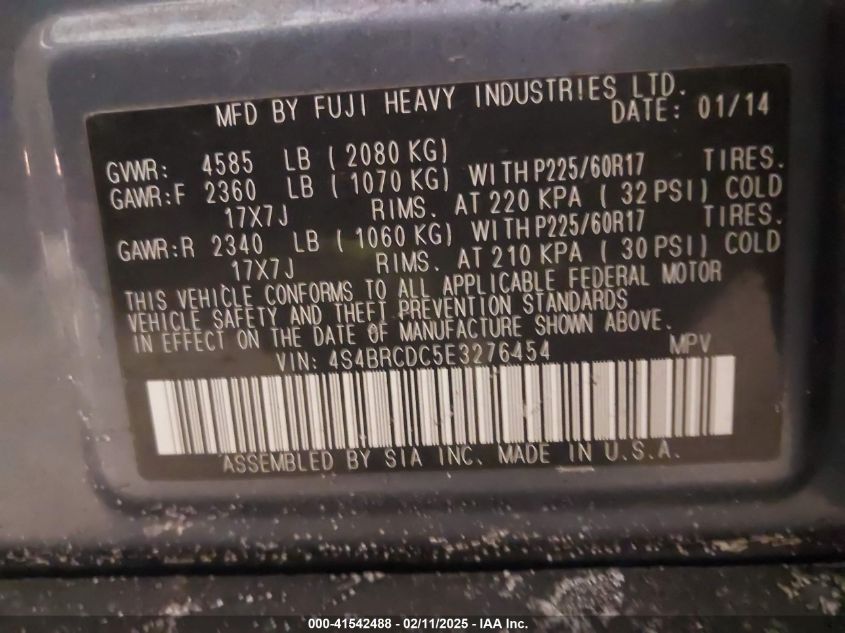 MFD BY FUJI HEAVY INDUSTRIES LTD.
DATE: 01/14
GVWR: 4585 LB ( 2080 KG)
GAWR:F 2360 LB ( 1070 KG) WITHP225/60R17 TIRES.
17X7J RIMS. AT 220 KPA ( 32 PSI) COLD
GAWR:R 2340 LB ( 1060 KG) WITHP225/60R17 TIRES.
17X7J RIMS. AT 210 KPA ( 30 PSI) COLD
THIS VEHICLE CONFORMS TO ALL APPLICABLE FEDERAL MOTOR
VEHICLE SAFETY AND THEFT PREVENTION STANDARDS
IN EFFECT ON THE DATE OF MANUFACTURE SHOWN ABOVE.
VIN: 4S4BRCDC5E3276454 MPV
ASSEMBLED BY SIA INC. MADE IN U.S.A.
000-41542488 - 02/11/2025 - IAA Inc.